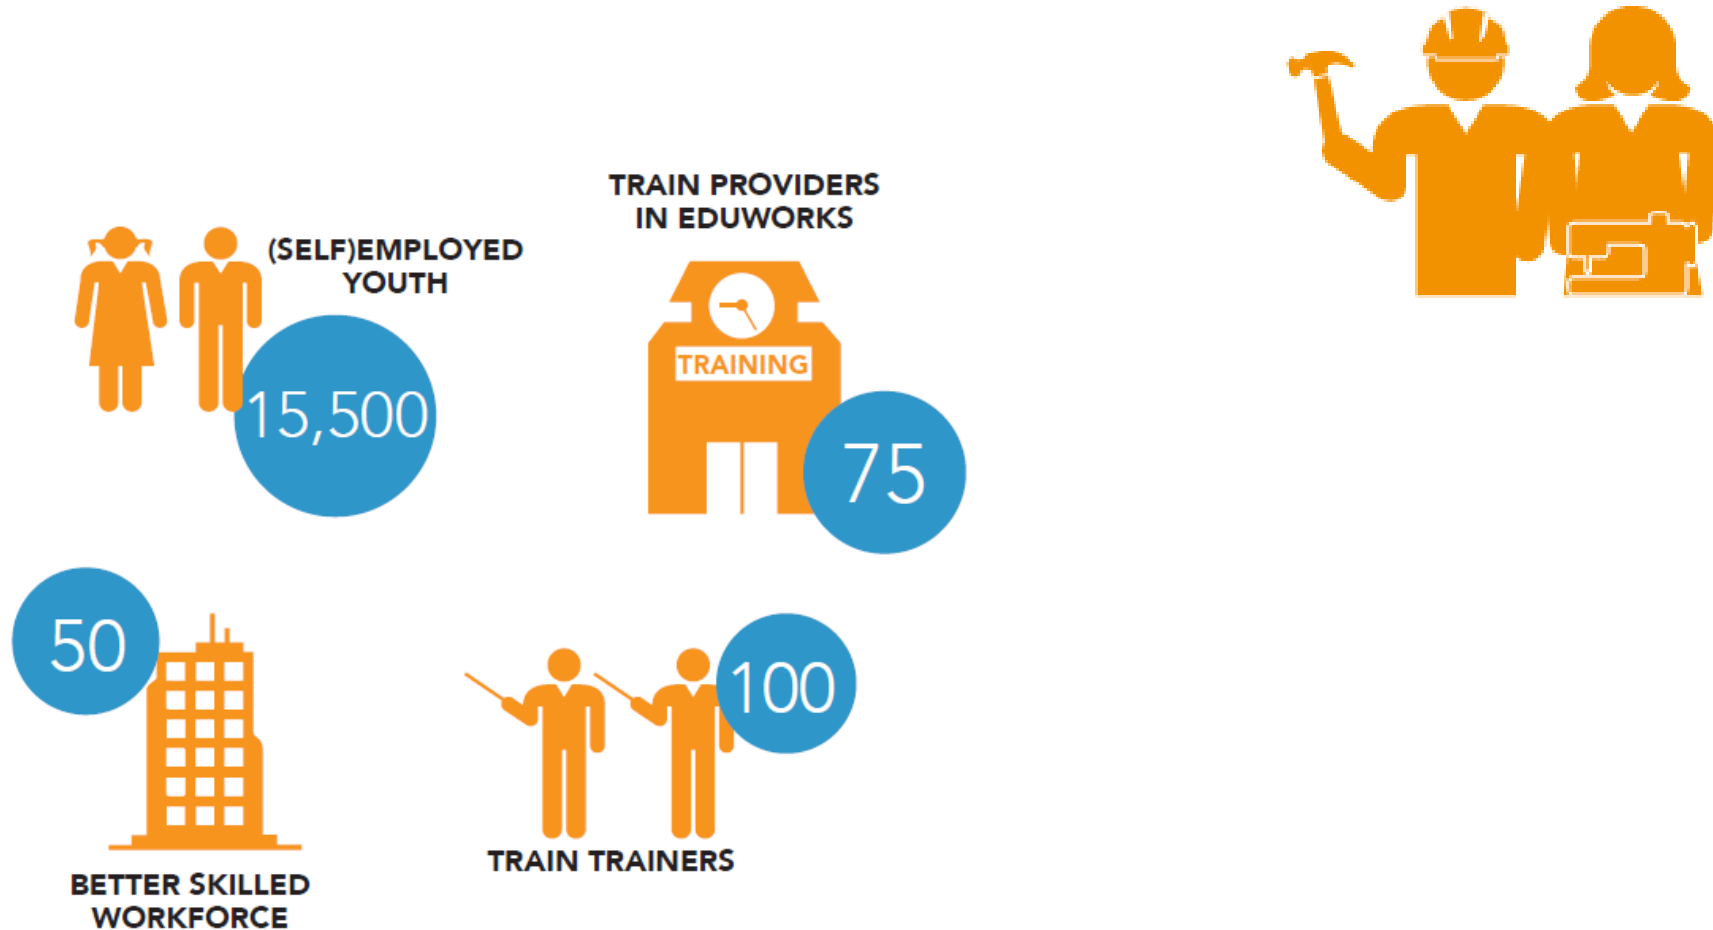 (SELF)EMPLOYED
YOUTH
15,500
TRAIN PROVIDERS
IN EDUWORKS
TRAINING
75
50
BETTER SKILLED
WORKFORCE
100
TRAIN TRAINERS